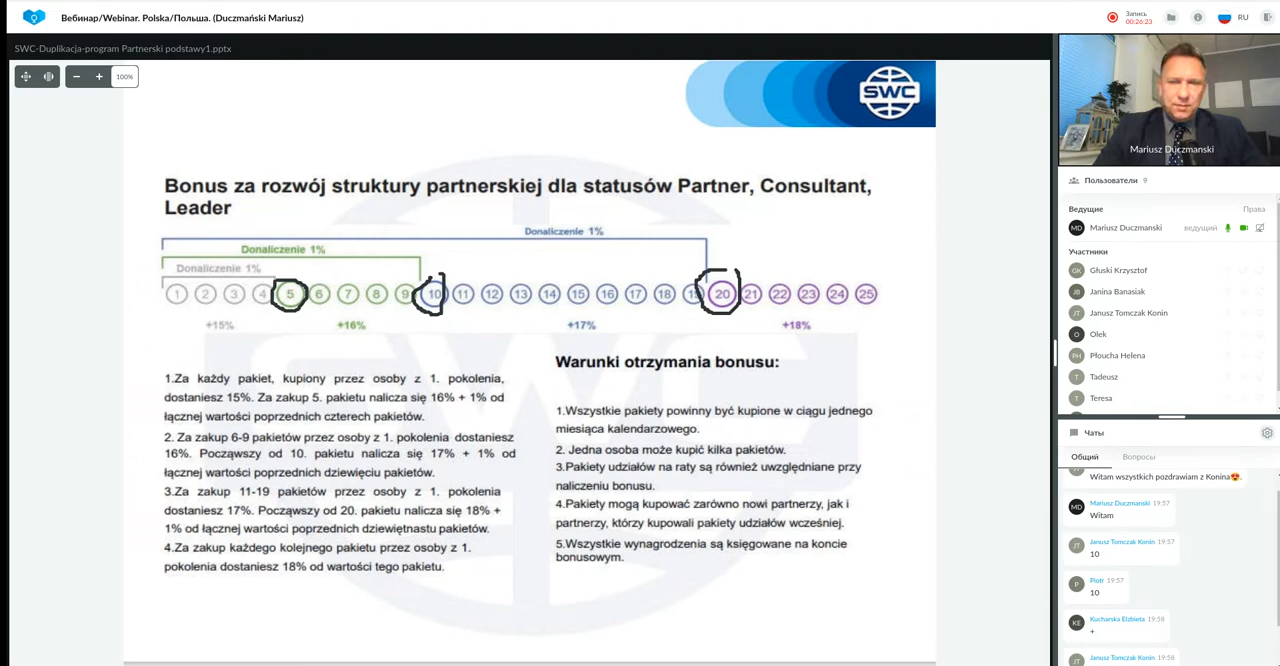 Вебинар/Webinar. Polska/Польша. (Duczmański Mariusz)
Запись
00:26:23
RU
SWC-Duplikacja-program Partnerski podstawy1.pptx
100%
SWC
Bonus za rozwój struktury partnerskiej dla statusów Partner, Consultant,
Leader
Donaliczenie 1%
Donaliczenie 1%
Donaliczenie 1%
1 2 3 4 5 6 7 8 9 10 11 12 13 14 15 16 17 18 20 21 22 23 24 25
+15% +16% +17% +18%
1.Za każdy pakiet, kupiony przez osoby z 1. pokolenia,
dostaniesz 15%. Za zakup 5. pakietu nalicza się 16% + 1% od
łącznej wartości poprzednich czterech pakietów.
2. Za zakup 6-9 pakietów przez osoby z 1. pokolenia dostaniesz
16%. Począwszy od 10. pakietu nalicza się 17% + 1% od
łącznej wartości poprzednich dziewięciu pakietów.
3.Za zakup 11-19 pakietów przez osoby z 1. pokolenia
dostaniesz 17%. Począwszy od 20. pakietu nalicza się 18% +
1% od łącznej wartości poprzednich dziewiętnastu pakietów.
4.Za zakup każdego kolejnego pakietu przez osoby z 1.
pokolenia dostaniesz 18% od wartości tego pakietu.
Warunki otrzymania bonusu:
1.Wszystkie pakiety powinny być kupione w ciągu jednego
miesiąca kalendarzowego.
2. Jedna osoba może kupić kilka pakietów.
3.Pakiety udziałów na raty są również uwzględniane przy
naliczeniu bonusu.
4.Pakiety mogą kupować zarówno nowi partnerzy, jak i
partnerzy, którzy kupowali pakiety udziałów wcześniej.
5.Wszystkie wynagrodzenia są księgowane na koncie
bonusowym.
Mariusz Duczmanski
Пользователи 9
Ведущие Права
MD Mariusz Duczmanski ведущий
Участники
GK Głuski Krzysztof
JB Janina Banasiak
JT Janusz Tomczak Konin
O Olek
PH Płoucha Helena
T Tadeusz
T Teresa
Чаты
Общий Вопросы
Witam wszystkich pozdrawiam z Konina😍.
MD Mariusz Duczmanski 19:57
Witam
JT Janusz Tomczak Konin 19:57
10
P Piotr 19:57
10
KE Kucharska Elżbieta 19:58
+
JT Janusz Tomczak Konin 19:58